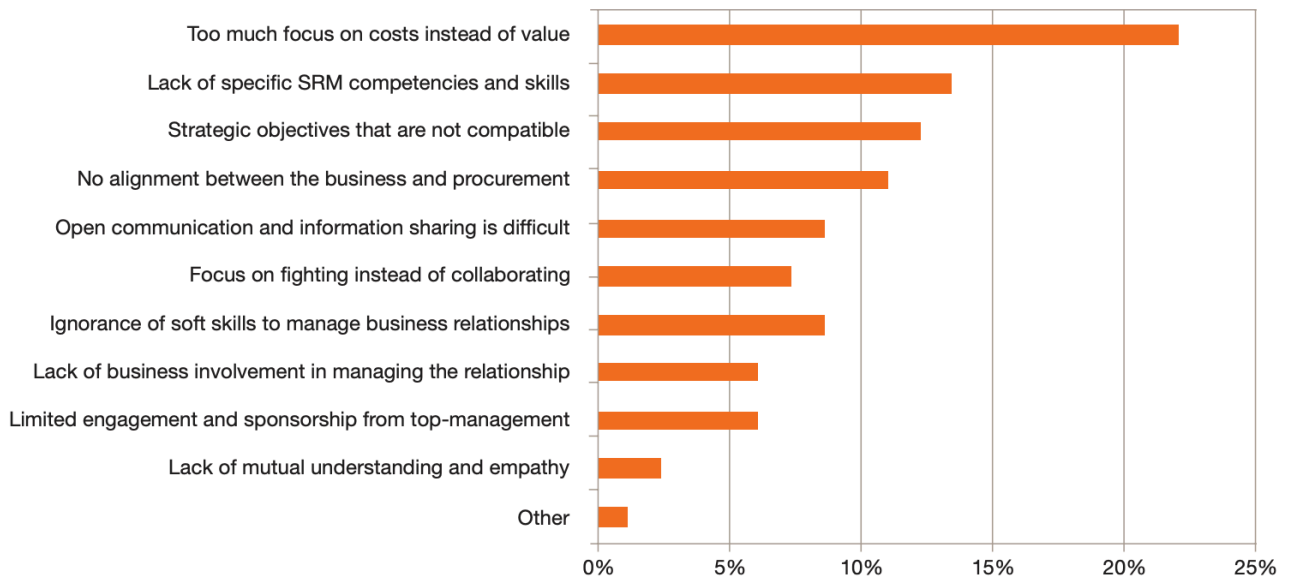 Too much focus on costs instead of value
Lack of specific SRM competencies and skills
Strategic objectives that are not compatible
No alignment between the business and procurement
Open communication and information sharing is difficult
Focus on fighting instead of collaborating
Ignorance of soft skills to manage business relationships
Lack of business involvement in managing the relationship
Limited engagement and sponsorship from top-management
Lack of mutual understanding and empathy
Other
0% 5% 10% 15% 20% 25%